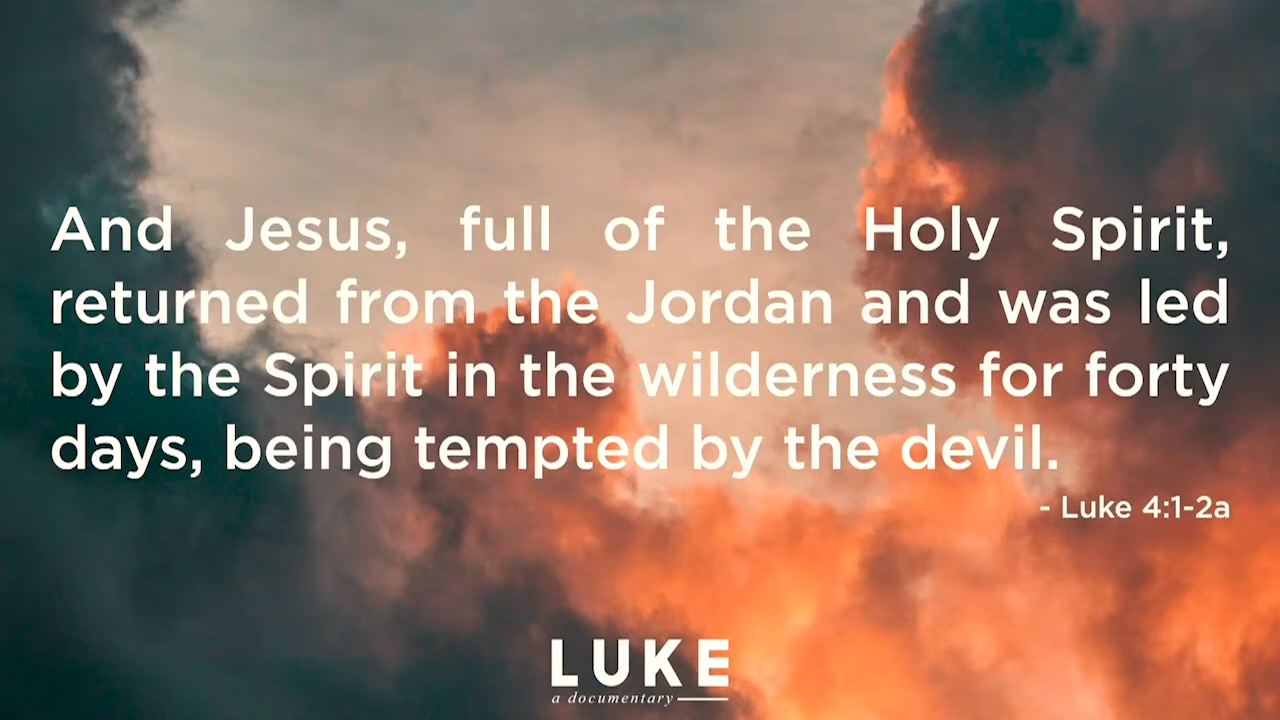 And Jesus, full of the Holy Spirit,
returned from the Jordan and was led
by the Spirit in the wilderness for forty
days, being tempted by the devil.
- Luke 4:1-2a
LUKE
a documentary